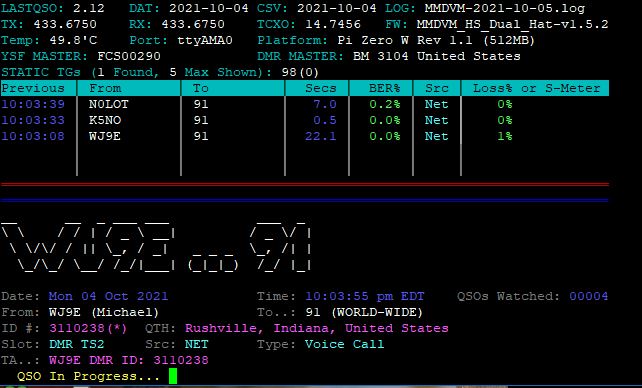 LASTQSO: 2.12 DAT: 2021-10-04 CSV: 2021-10-04 LOG: MMDVM-2021-10-05.log
TX: 433.6750 RX: 433.6750 TCXO: 14.7456 FW: MMDVM_HS_Dual_Hat-v1.5.2
Temp: 49.8'C Port: ttyAMA0 Platform: Pi Zero W Rev 1.1 (512MB)
YSF MASTER: FCS00290 DMR MASTER: BM 3104 United States
STATIC TGs (1 Found, 5 Max Shown): 98(0)
Previous From To Secs BER% Src Loss% or S-Meter
10:03:39 N0LOT 91 7.0 0.2% Net 0%
10:03:33 K5NO 91 0.5 0.0% Net 0%
10:03:08 WJ9E 91 22.1 0.0% Net 1%
WJ9E ... 91
Date: Mon 04 Oct 2021 Time: 10:03:55 pm EDT QSOs Watched: 00004
From: WJ9E (Michael) To..: 91 (WORLD-WIDE)
ID #: 3110238(*) QTH: Rushville, Indiana, United States
Slot: DMR TS2 Src: NET Type: Voice Call
TA..: WJ9E DMR ID: 3110238
QSO In Progress...